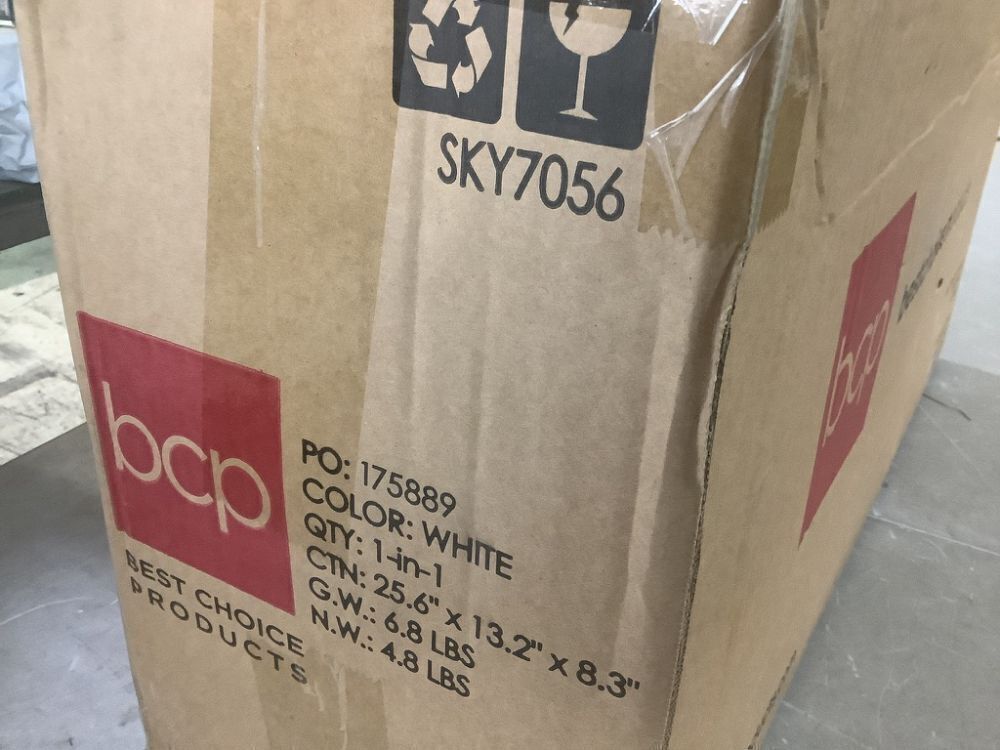 SKY7056
bcp
BEST CHOICE
PRODUCTS
PO: 175889
COLOR: WHITE
QTY: 1-in-1
CTN: 25.6" x 13.2" x 8.3"
G.W.: 6.8 LBS
N.W.: 4.8 LBS
bcp